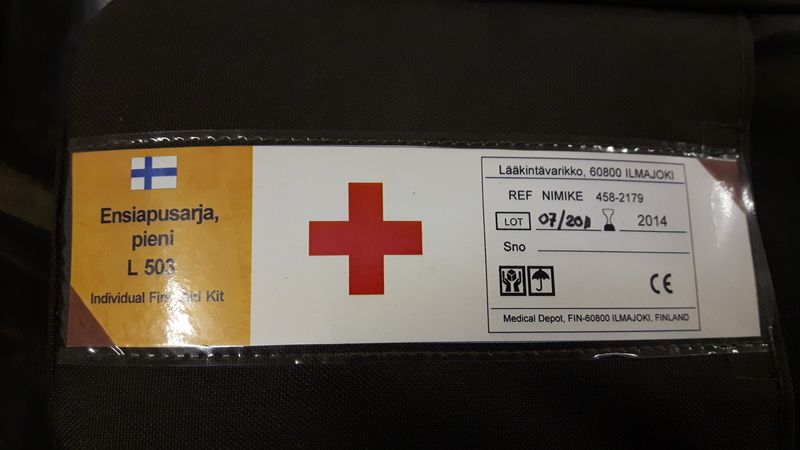 Ensiapusarja,
pieni
L 503
Individual First Aid Kit
Lääkintävarikko, 60800 ILMAJOKI
REF NIMIKE 458-2179
LOT 07/2011 2014
Sno
CE
Medical Depot, FIN-60800 ILMAJOKI, FINLAND